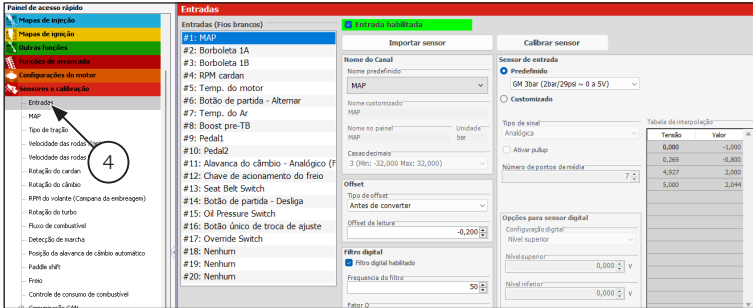 Painel de acesso rápido
Mapas de injeção
Mapas de ignição
Outras funções
Funções de arrancada
Configurações do motor
Sensores e calibração
Entradas
MAP
Tipo de tração
Velocidade das rodas
Velocidade das rodas
Rotação do cardan
Rotação do câmbio
RPM do volante (Campana da embreagem)
Rotação do turbo
Fluxo de combustível
Detecção de marcha
Posição da alavanca de câmbio automático
Paddle shift
Freio
Controle de consumo de combustível
Comunicação CAN
4
Entradas
Entradas (Fios brancos)
#1: MAP
#2: Borboleta 1A
#3: Borboleta 1B
#4: RPM cardan
#5: Temp. do motor
#6: Botão de partida - Alternar
#7: Temp. do Ar
#8: Boost pre-TB
#9: Pedal1
#10: Pedal2
#11: Alavanca do câmbio - Analógico (F
#12: Chave de acionamento do freio
#13: Seat Belt Switch
#14: Botão de partida - Desliga
#15: Oil Pressure Switch
#16: Botão único de troca de ajuste
#17: Override Switch
#18: Nenhum
#19: Nenhum
#20: Nenhum
Entrada habilitada
Importar sensor
Calibrar sensor
Nome do Canal
Nome predefinido
MAP
Nome customizado
MAP
Nome no painel Unidade
MAP bar
Casas decimais
3 (Min: -32,000 Max: 32,000)
Offset
Tipo de offset
Antes de converter
Offset de leitura
-0,200
Filtro digital
Filtro digital habilitado
Frequencia do filtro
50
Fator Q
Sensor de entrada
Predefinido
GM 3bar (2bar/29psi ~ 0 a 5V)
Customizado
Tipo de sinal
Analógica
Ativar pullup
Número de pontos de média
7
Opções para sensor digital
Configuração digital
Nível superior
Nível superior
0,000 v
Nível inferior
0,000 v
Tabela de interpolação
Tensão Valor
0,000 -1,000
0,269 -0,800
4,927 2,000
5,000 2,044